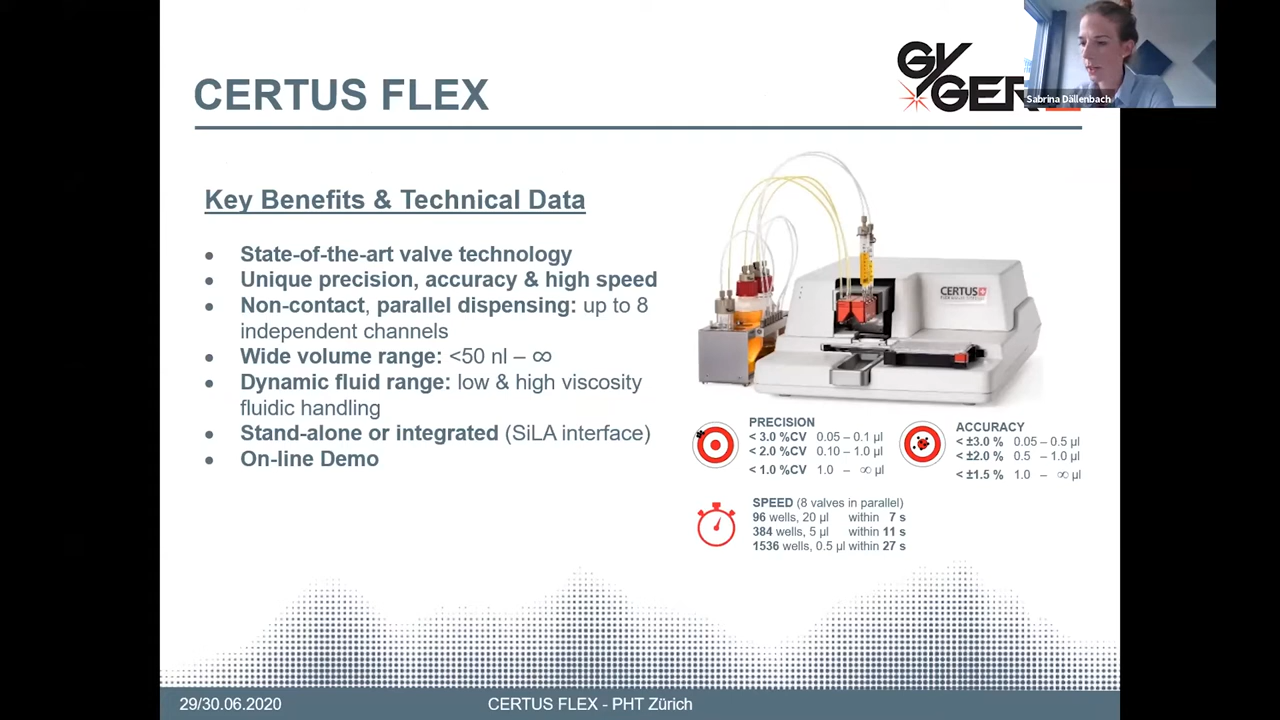 CERTUS FLEX
GYGER
Sabrina Dällenbach
Key Benefits & Technical Data
• State-of-the-art valve technology
• Unique precision, accuracy & high speed
• Non-contact, parallel dispensing: up to 8
independent channels
• Wide volume range: <50 nl – ∞
• Dynamic fluid range: low & high viscosity
fluidic handling
• Stand-alone or integrated (SiLA interface)
• On-line Demo
CERTUS
PRECISION
< 3.0 %CV 0.05 – 0.1 µl
< 2.0 %CV 0.10 – 1.0 µl
< 1.0 %CV 1.0 – ∞ µl
ACCURACY
< ±3.0 % 0.05 – 0.5 µl
< ±2.0 % 0.5 – 1.0 µl
< ±1.5 % 1.0 – ∞ µl
SPEED (8 valves in parallel)
96 wells, 20 µl within 7 s
384 wells, 5 µl within 11 s
1536 wells, 0.5 µl within 27 s
29/30.06.2020
CERTUS FLEX - PHT Zürich